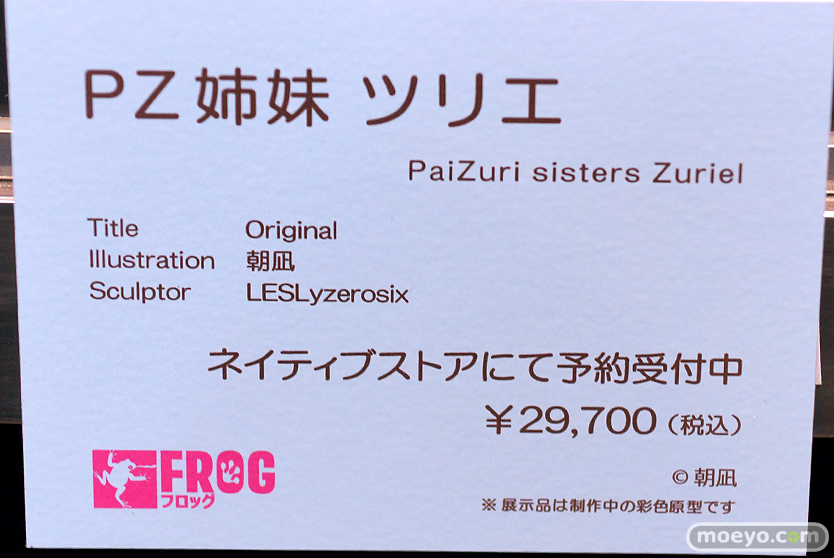 PZ姉妹 ツリエ
PaiZuri sisters Zuriel
Title Original
Illustration 朝凪
Sculptor LESLyzerosix
ネイティブストアにて予約受付中
￥29,700（税込）
FROG
フロッグ
© 朝凪
※ 展示品は制作中の彩色原型です
moeyo.com